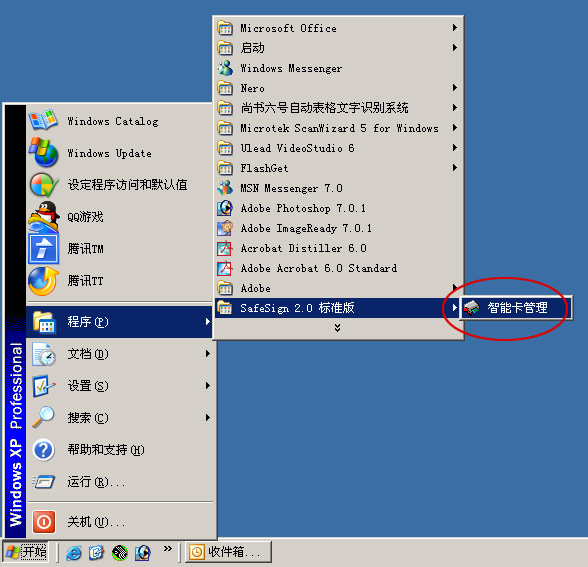 Microsoft Office
启动
Windows Messenger
Nero
尚书六号自动表格文字识别系统
Microtek ScanWizard 5 for Windows
Ulead VideoStudio 6
FlashGet
MSN Messenger 7.0
Adobe Photoshop 7.0.1
Adobe ImageReady 7.0.1
Acrobat Distiller 6.0
Adobe Acrobat 6.0 Standard
Adobe
SafeSign 2.0 标准版
智能卡管理
Windows Catalog
Windows Update
设定程序访问和默认值
QQ游戏
腾讯TM
腾讯TT
程序(P)
文档(D)
设置(S)
搜索(C)
帮助和支持(H)
运行(R)...
关机(U)...
Windows XP Professional
开始
收件箱...